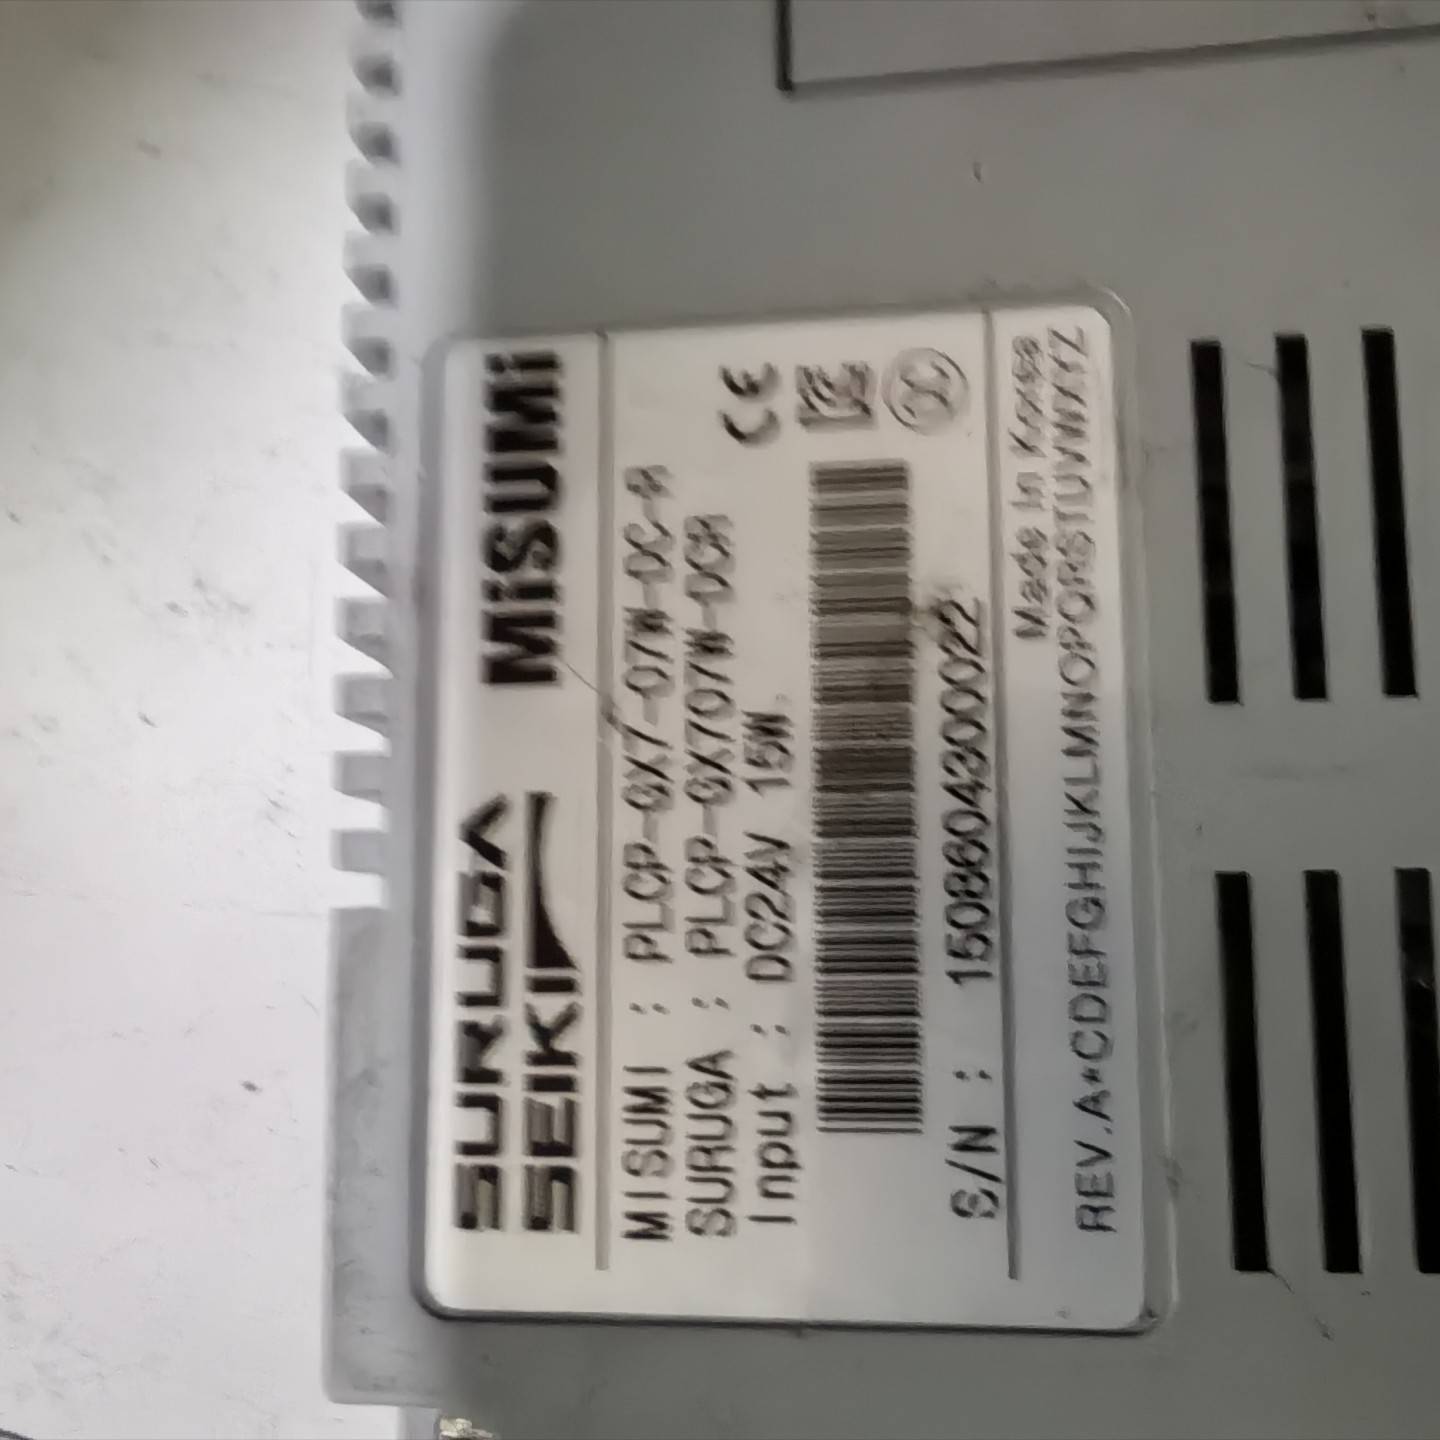 SURUGA
SEIKI
MiSUMi
MISUMI : PLCP-GX7-07W-DC-R
SURUGA : PLCP-GX707W-DCR
Input : DC24V 15W
CE
S/N : 1508604300022
Made in Korea
REV.A*CDEFGHIJKLMNOPQRSTUVWXYZ